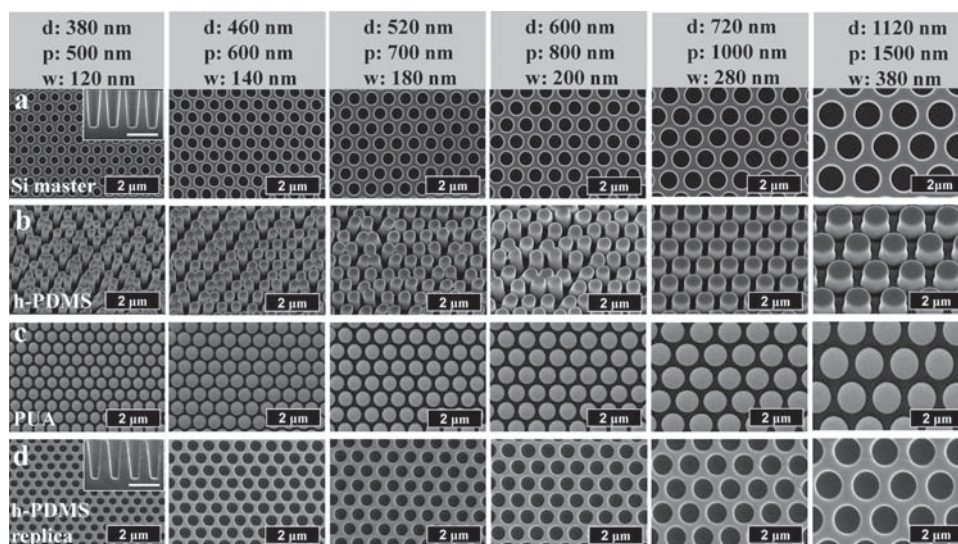 d: 380 nm
p: 500 nm
w: 120 nm
d: 460 nm
p: 600 nm
w: 140 nm
d: 520 nm
p: 700 nm
w: 180 nm
d: 600 nm
p: 800 nm
w: 200 nm
d: 720 nm
p: 1000 nm
w: 280 nm
d: 1120 nm
p: 1500 nm
w: 380 nm
a
Si master
2 µm
2 µm
2 µm
2 µm
2 µm
2µm
b
h-PDMS
2 µm
2 µm
2 µm
2 µm
2 µm
2 µm
c
PUA
2 µm
2 µm
2 µm
2 µm
2 µm
2 µm
d
h-PDMS
replica
2 µm
2 µm
2 µm
2 µm
2 µm
2 µm